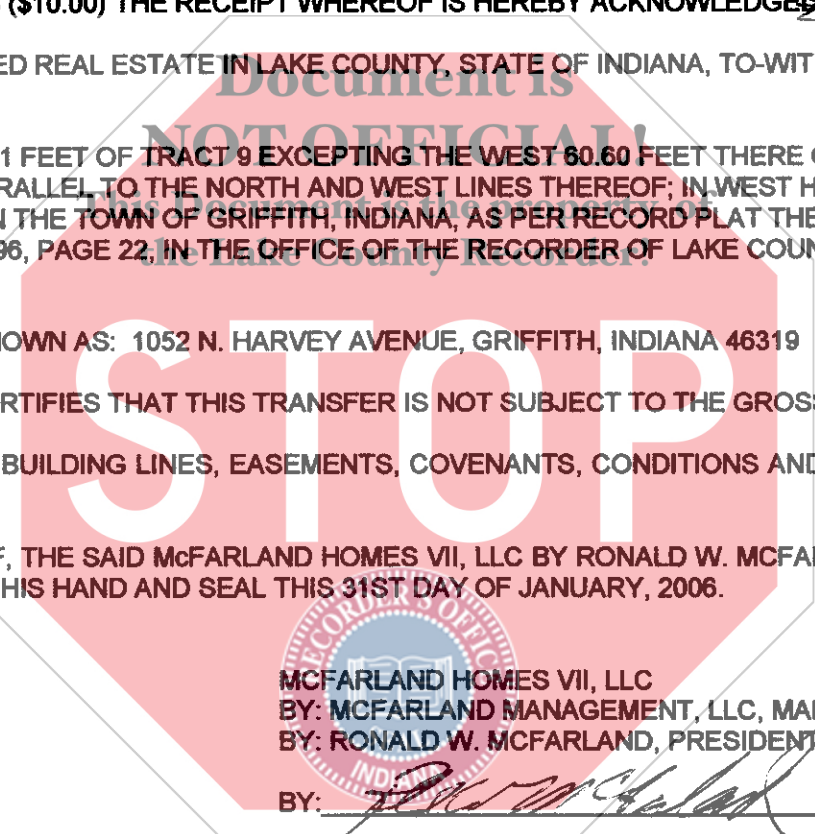 ($10.00) THE RECEIPT WHEREOF IS HEREBY ACKNOWLEDGED
ED REAL ESTATE IN LAKE COUNTY, STATE OF INDIANA, TO-WIT
Document is
NOT OFFICIAL!
This Document is the property of
the Lake County Recorder!
1 FEET OF TRACT 9 EXCEPTING THE WEST 60.60 FEET THERE
RALLEL TO THE NORTH AND WEST LINES THEREOF; IN WEST H
N THE TOWN OF GRIFFITH, INDIANA, AS PER RECORD PLAT THE
96, PAGE 22, IN THE OFFICE OF THE RECORDER OF LAKE COUN
STOP
OWN AS: 1052 N. HARVEY AVENUE, GRIFFITH, INDIANA 46319
RTIFIES THAT THIS TRANSFER IS NOT SUBJECT TO THE GROSS
BUILDING LINES, EASEMENTS, COVENANTS, CONDITIONS AND
F, THE SAID McFARLAND HOMES VII, LLC BY RONALD W. MCFA
HIS HAND AND SEAL THIS 31ST DAY OF JANUARY, 2006.
RECORDER'S OFFICE
INDIANA
MCFARLAND HOMES VII, LLC
BY: MCFARLAND MANAGEMENT, LLC, MA
BY: RONALD W. MCFARLAND, PRESIDENT
BY: